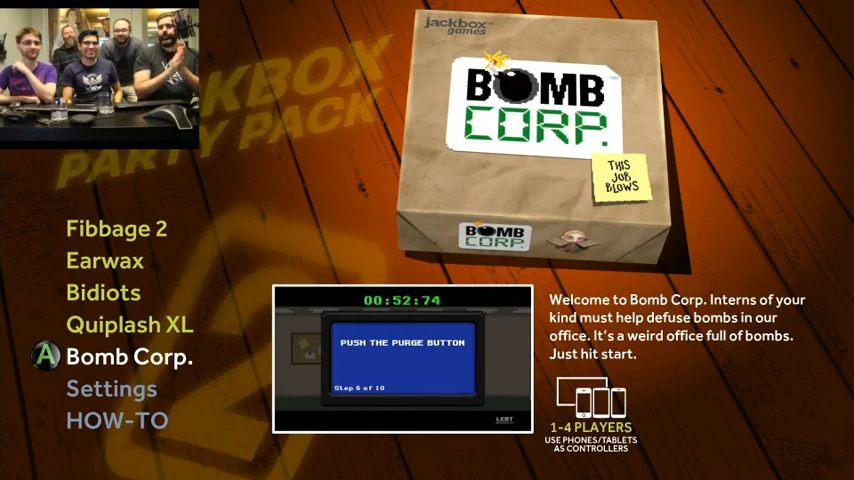 jackbox
games
BOMB
CORP.
THIS
JOB
BLOWS
BOMB
CORP.
JACKBOX
PARTY PACK
Fibbage 2
Earwax
Bidiots
Quiplash XL
A Bomb Corp.
Settings
HOW-TO
00:52:74
PUSH THE PURGE BUTTON
Step 6 of 10
Welcome to Bomb Corp. Interns of your
kind must help defuse bombs in our
office. It's a weird office full of bombs.
Just hit start.
1-4 PLAYERS
USE PHONES/TABLETS
AS CONTROLLERS